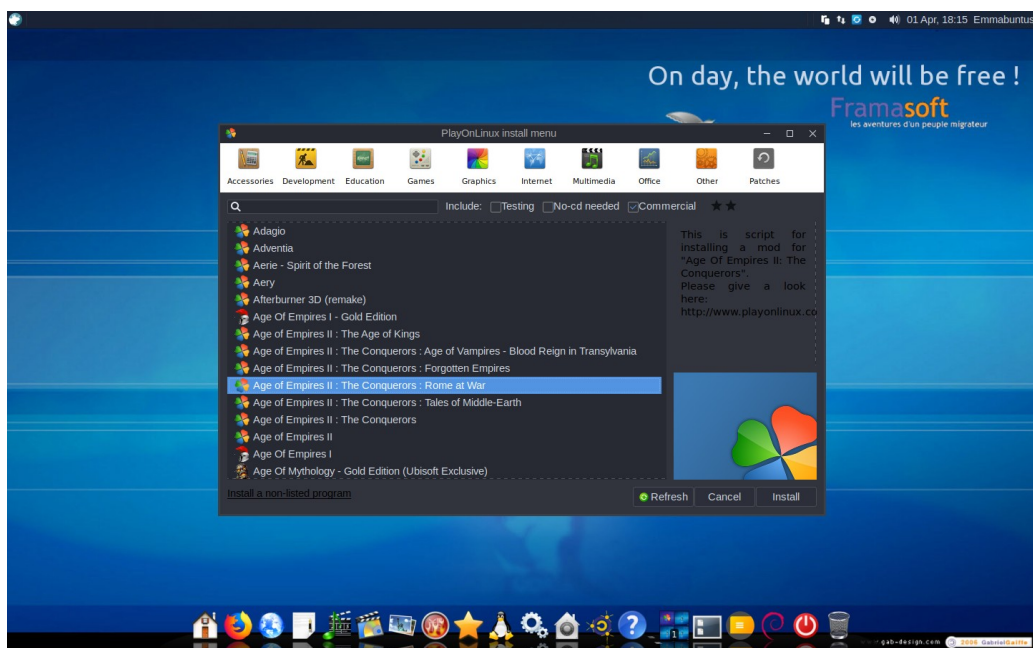 01 Apr, 18:15 Emmabuntus
On day, the world will be free !
Framasoft
les aventures d'un peuple migrateur
PlayOnLinux install menu
Accessories Development Education Games Graphics Internet Multimedia Office Other Patches
Include: Testing No-cd needed Commercial
Adagio
Adventia
Aerie - Spirit of the Forest
Aery
Afterburner 3D (remake)
Age Of Empires I - Gold Edition
Age of Empires II : The Age of Kings
Age of Empires II : The Conquerors : Age of Vampires - Blood Reign in Transylvania
Age of Empires II : The Conquerors : Forgotten Empires
Age of Empires II : The Conquerors : Rome at War
Age of Empires II : The Conquerors : Tales of Middle-Earth
Age of Empires II : The Conquerors
Age of Empires II
Age Of Empires I
Age Of Mythology - Gold Edition (Ubisoft Exclusive)
This is script for
installing a mod for
"Age Of Empires II: The
Conquerors".
Please give a look
here:
http://www.playonlinux.co
Install a non-listed program
Refresh Cancel Install
1
gab-design.com 2006 GabrielGaitte